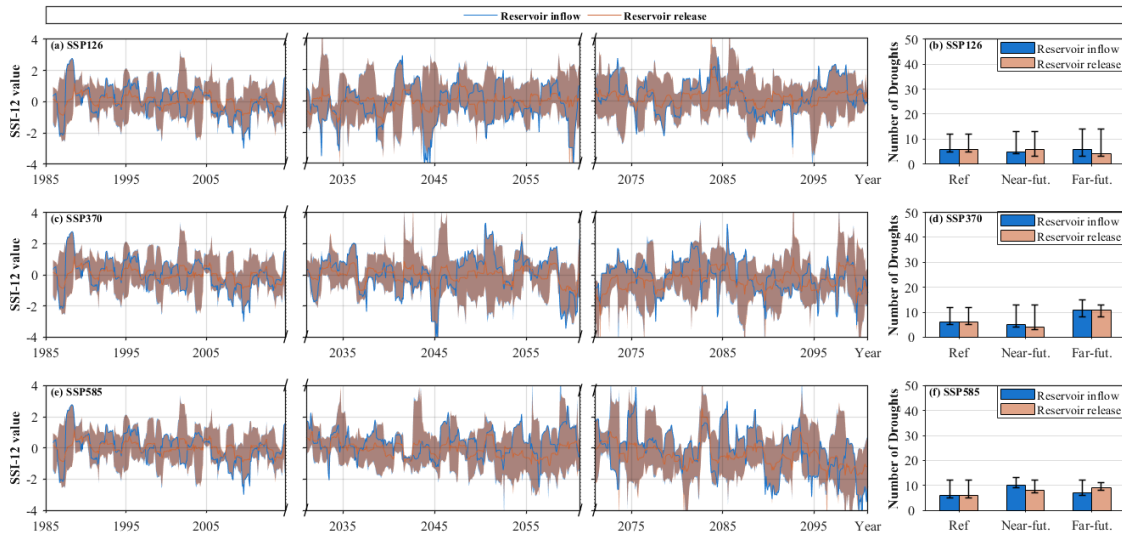 Reservoir inflow Reservoir release
(a) SSP126
SSI-12 value
4
2
0
-2
-4
1985 1995 2005 2035 2045 2055 2075 2085 2095 Year
(b) SSP126
Reservoir inflow
Reservoir release
Number of Droughts
50
40
30
20
10
0
Ref Near-fut. Far-fut.
(c) SSP370
SSI-12 value
4
2
0
-2
-4
1985 1995 2005 2035 2045 2055 2075 2085 2095 Year
(d) SSP370
Reservoir inflow
Reservoir release
Number of Droughts
50
40
30
20
10
0
Ref Near-fut. Far-fut.
(e) SSP585
SSI-12 value
4
2
0
-2
-4
1985 1995 2005 2035 2045 2055 2075 2085 2095 Year
(f) SSP585
Reservoir inflow
Reservoir release
Number of Droughts
50
40
30
20
10
0
Ref Near-fut. Far-fut.